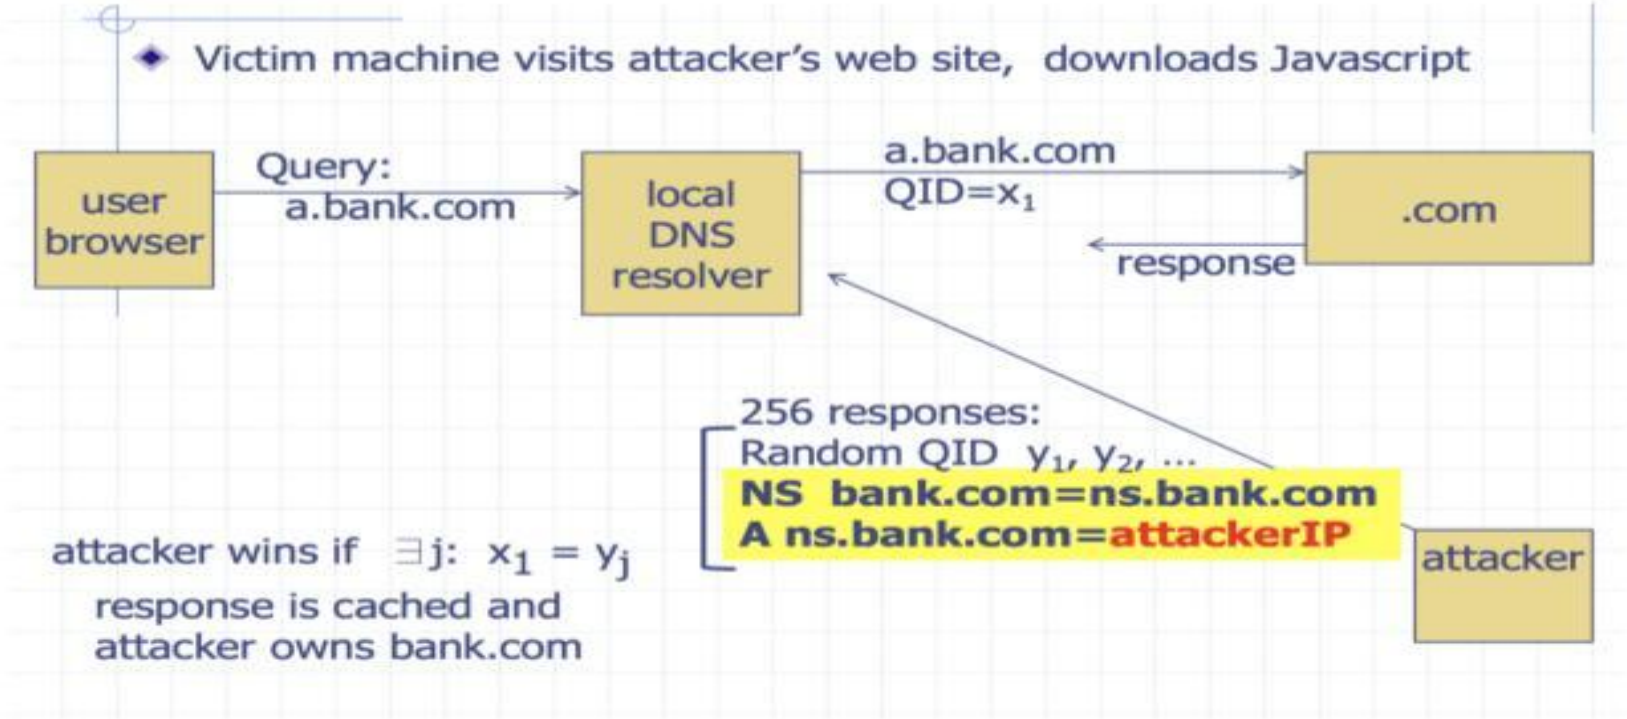 Victim machine visits attacker's web site, downloads Javascript
user
browser
Query:
a.bank.com
local
DNS
resolver
a.bank.com
QID=x₁
.com
response
256 responses:
Random QID y₁, y₂, ...
NS bank.com=ns.bank.com
A ns.bank.com=attackerIP
attacker
attacker wins if ∃j: x₁ = yⱼ
response is cached and
attacker owns bank.com